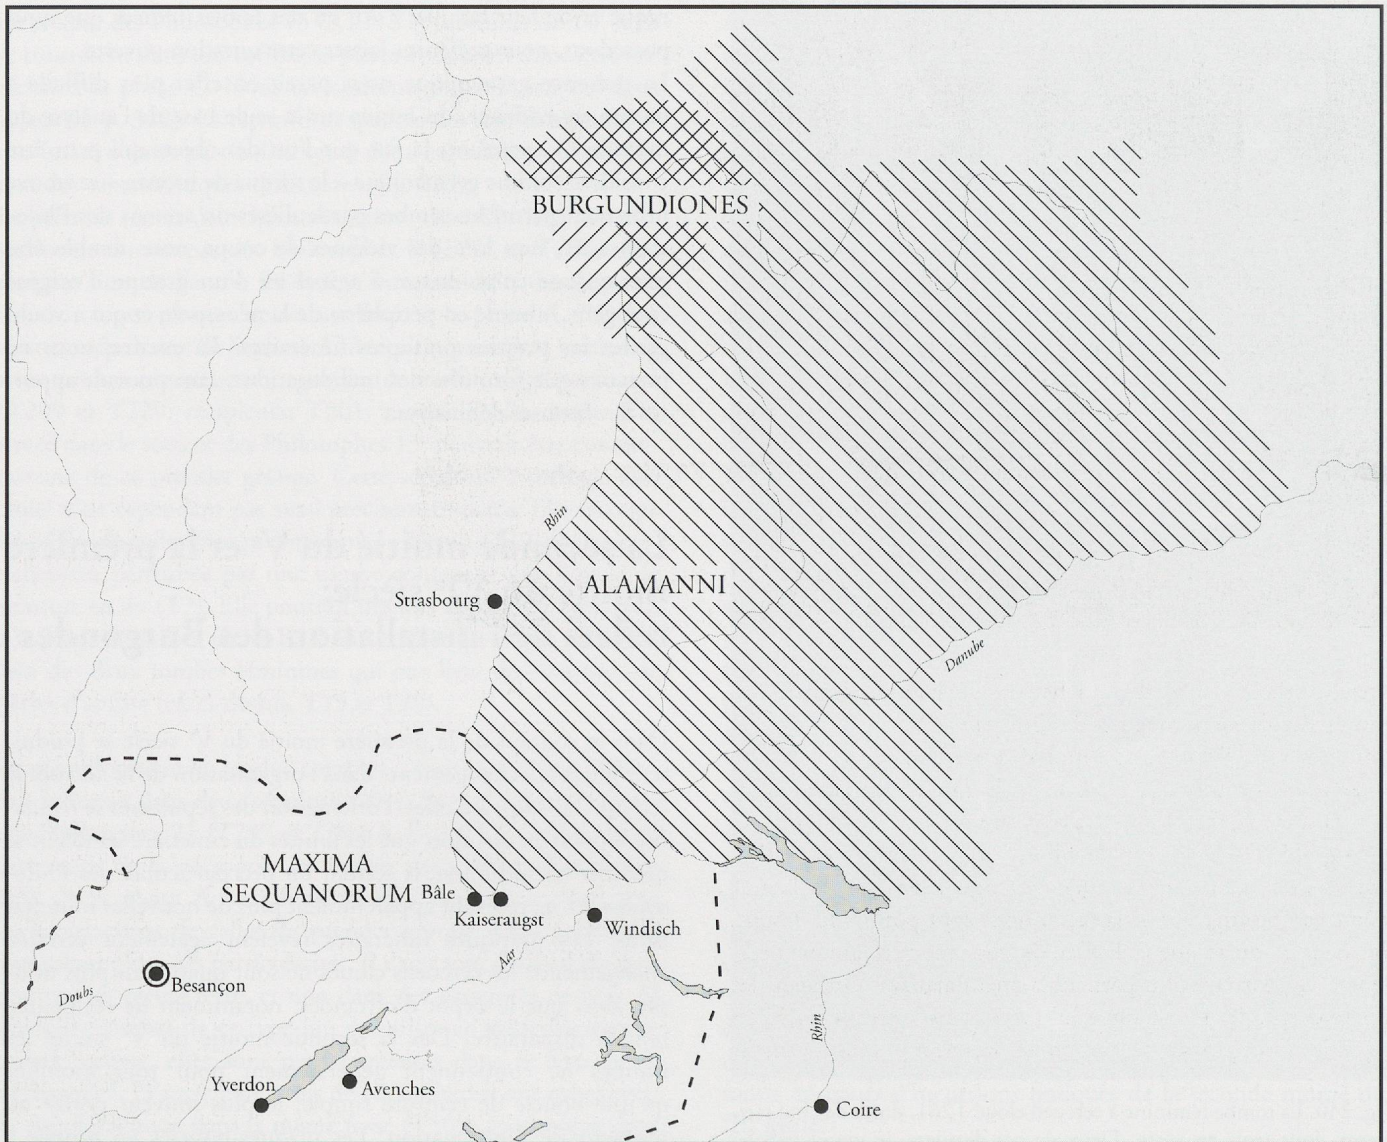 BURGUNDIONES
Rhin
ALAMANNI
Strasbourg
Danube
MAXIMA
SEQUANORUM
Bâle
Kaiseraugst
Windisch
Aar
Besançon
Doubs
Rhin
Yverdon
Avenches
Coire